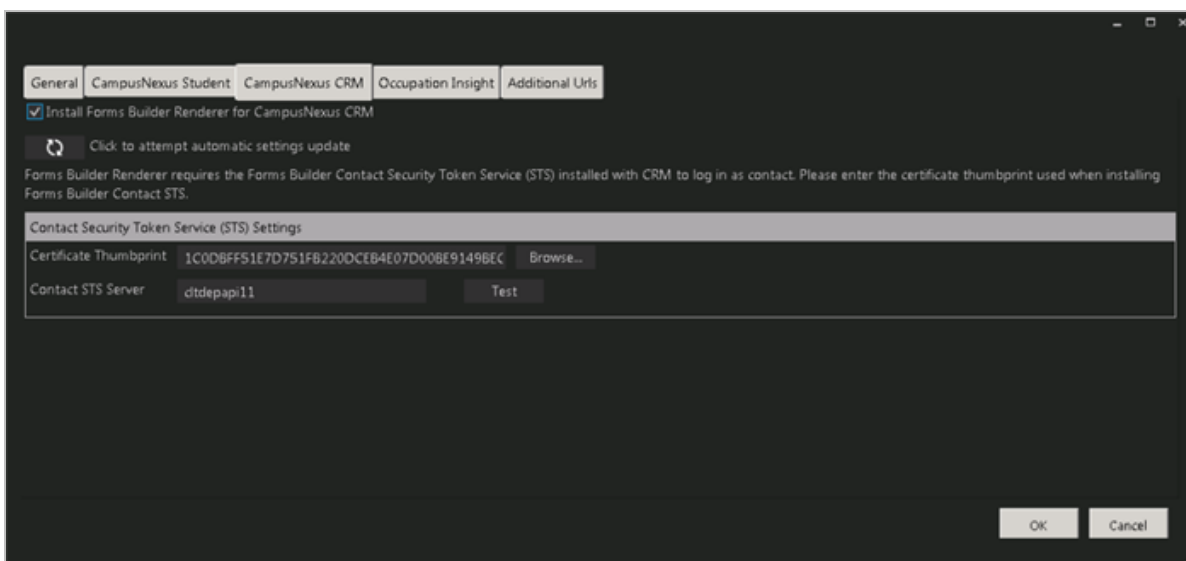 General CampusNexus Student CampusNexus CRM Occupation Insight Additional Urls
Install Forms Builder Renderer for CampusNexus CRM
Click to attempt automatic settings update
Forms Builder Renderer requires the Forms Builder Contact Security Token Service (STS) installed with CRM to log in as contact. Please enter the certificate thumbprint used when installing
Forms Builder Contact STS.
Contact Security Token Service (STS) Settings
Certificate Thumbprint Browse...
Contact STS Server cltdepapi11 Test
OK Cancel